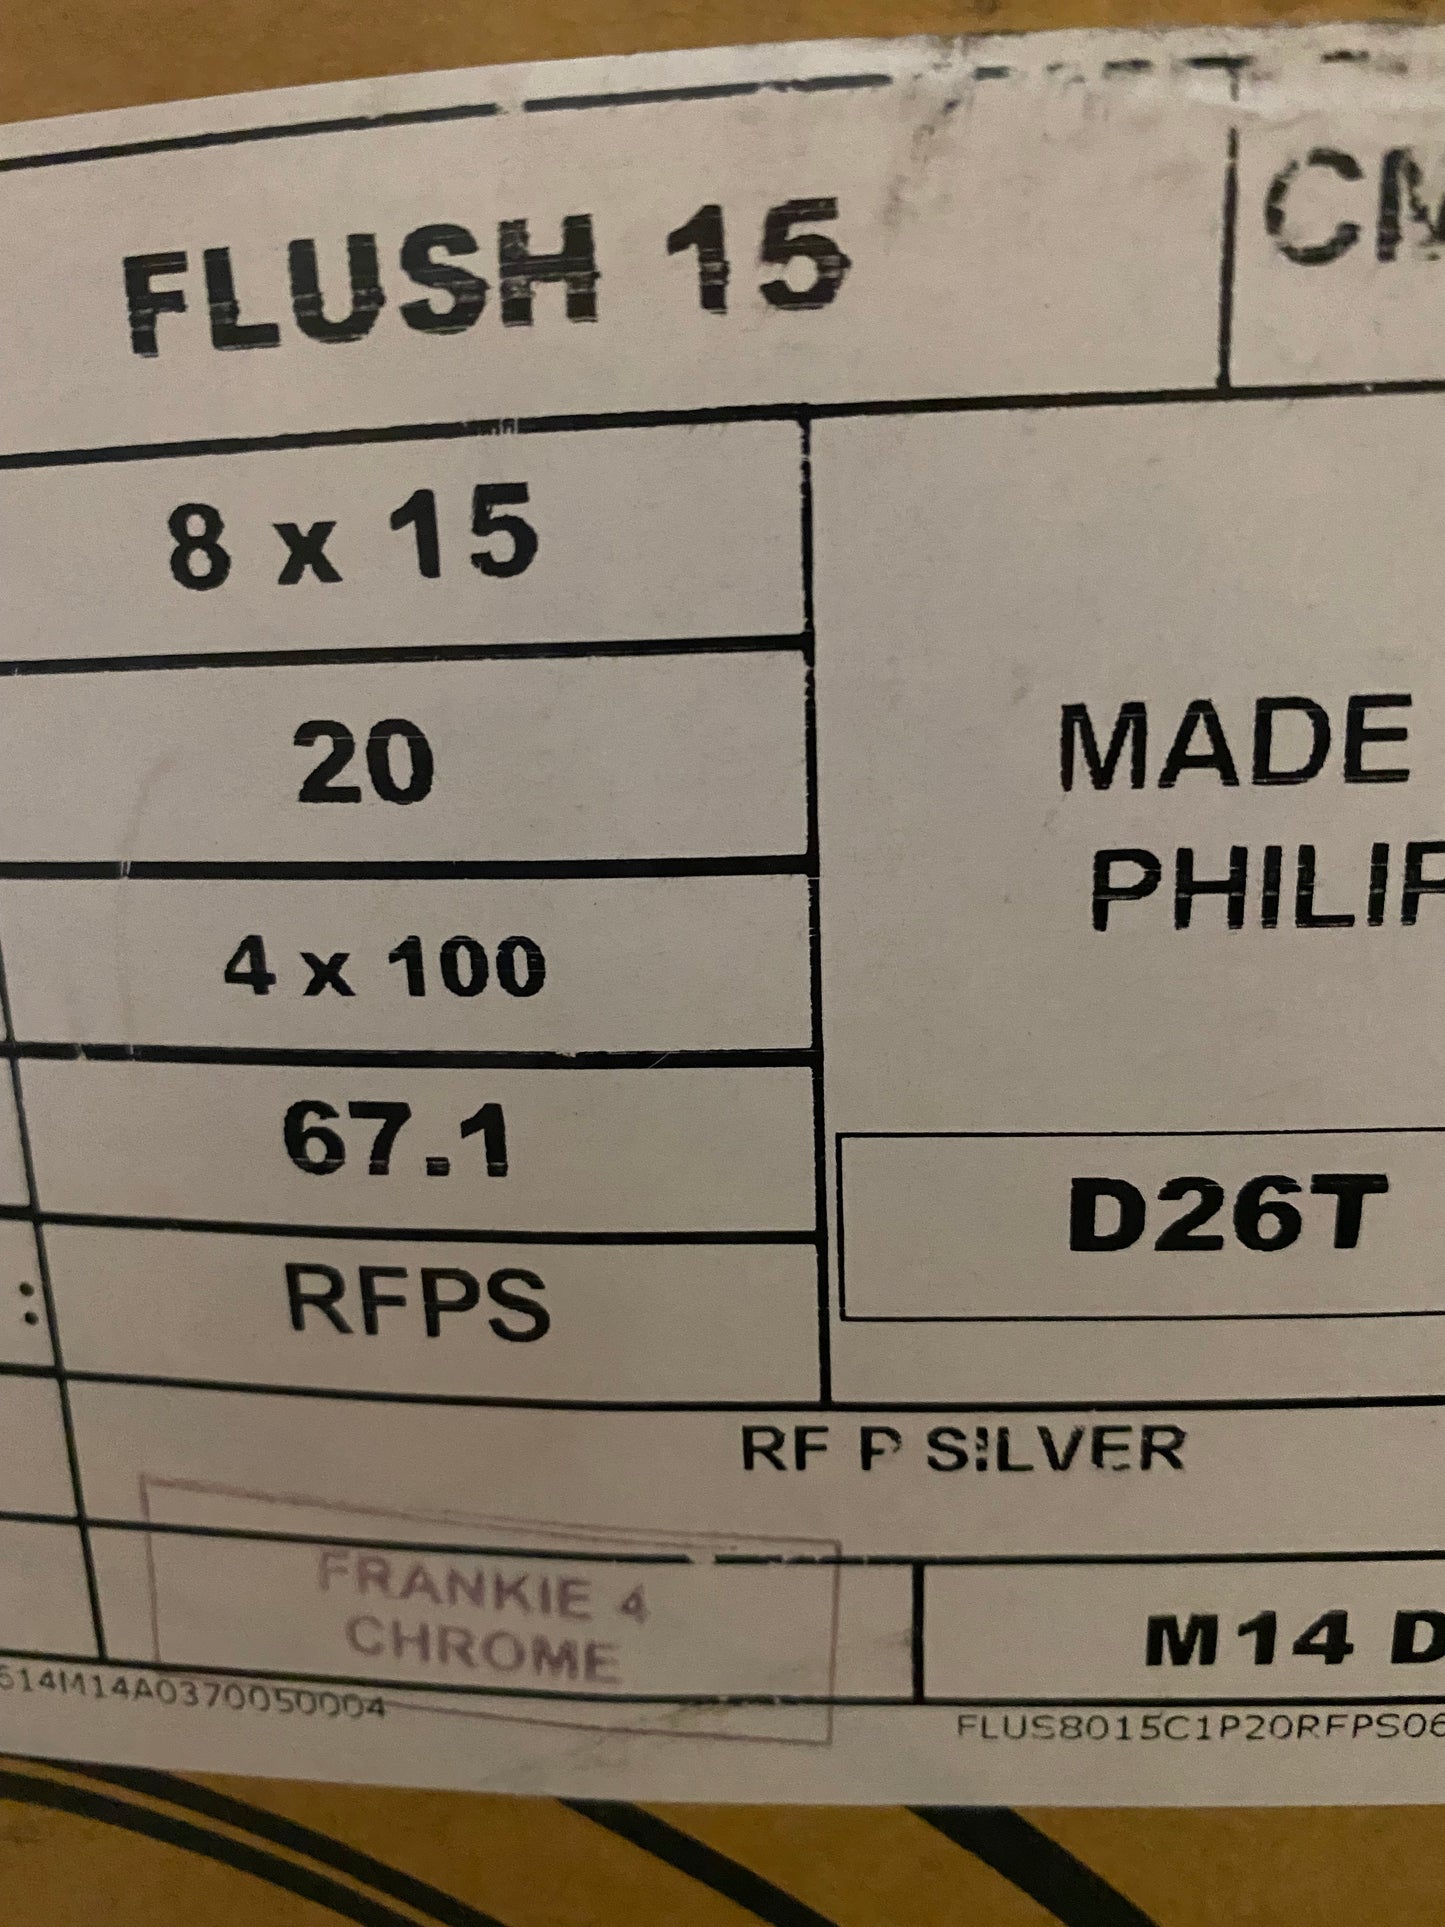 FLUSH 15
CM
8 x 15
20
MADE
PHILIP
4 x 100
67.1
D26T
:
RFPS
RF P SILVER
FRANKIE 4
CHROME
M14 D
614M14A0370050004
FLUS8015C1P20RFPS06